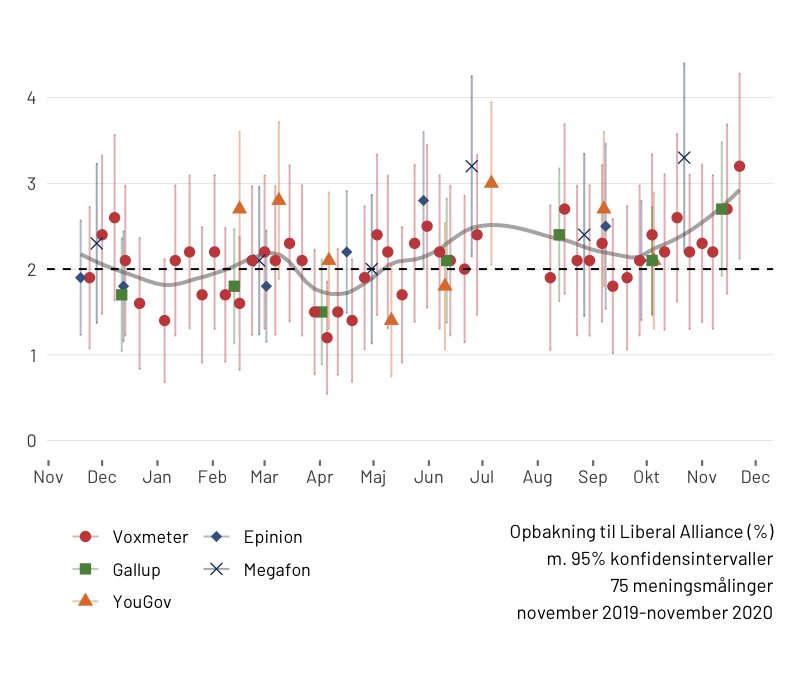 4
3
2
1
0
Nov Dec Jan Feb Mar Apr Maj Jun Jul Aug Sep Okt Nov Dec
Voxmeter Epinion
Gallup Megafon
YouGov
Opbakning til Liberal Alliance (%)
m. 95% konfidensintervaller
75 meningsmålinger
november 2019-november 2020